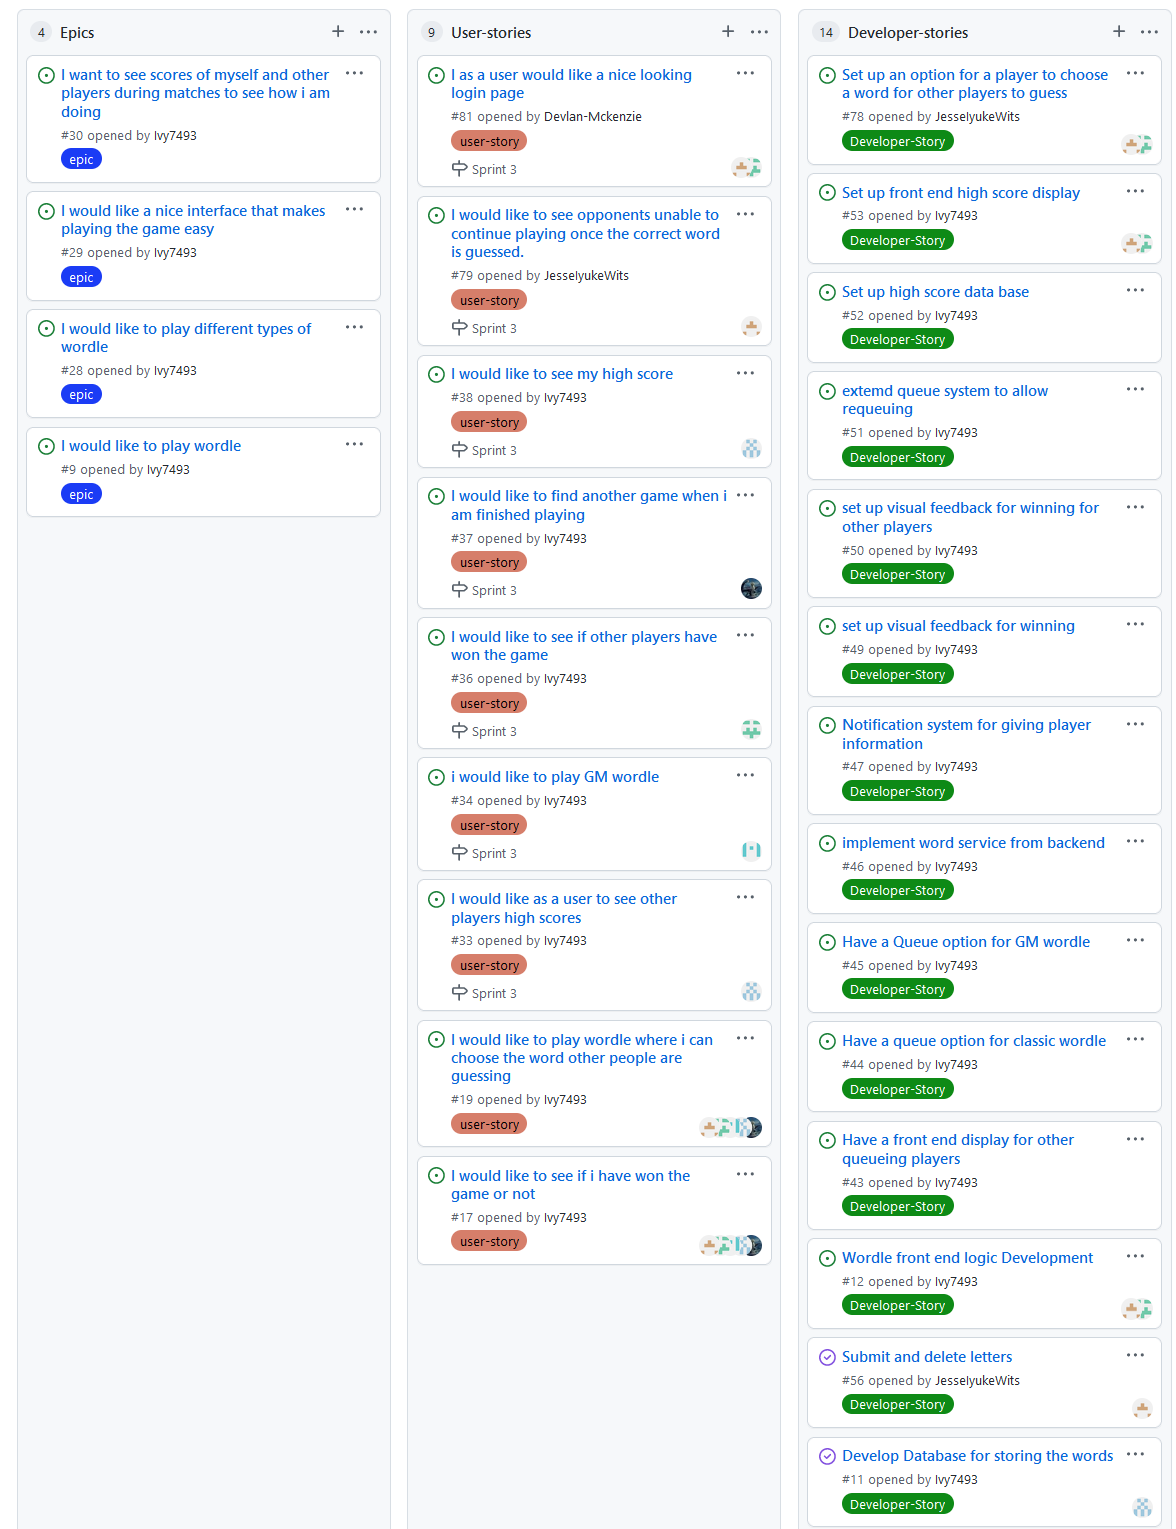 4 Epics
I want to see scores of myself and other
players during matches to see how i am
doing
#30 opened by Ivy7493
epic
I would like a nice interface that makes
playing the game easy
#29 opened by Ivy7493
epic
I would like to play different types of
wordle
#28 opened by Ivy7493
epic
I would like to play wordle
#9 opened by Ivy7493
epic
9 User-stories
I as a user would like a nice looking
login page
#81 opened by Devlan-Mckenzie
user-story
Sprint 3
I would like to see opponents unable to
continue playing once the correct word
is guessed.
#79 opened by JesseIyukeWits
user-story
Sprint 3
I would like to see my high score
#38 opened by Ivy7493
user-story
Sprint 3
I would like to find another game when i
am finished playing
#37 opened by Ivy7493
user-story
Sprint 3
I would like to see if other players have
won the game
#36 opened by Ivy7493
user-story
Sprint 3
i would like to play GM wordle
#34 opened by Ivy7493
user-story
Sprint 3
I would like as a user to see other
players high scores
#33 opened by Ivy7493
user-story
Sprint 3
I would like to play wordle where i can
choose the word other people are
guessing
#19 opened by Ivy7493
user-story
I would like to see if i have won the
game or not
#17 opened by Ivy7493
user-story
14 Developer-stories
Set up an option for a player to choose
a word for other players to guess
#78 opened by JesseIyukeWits
Developer-Story
Set up front end high score display
#53 opened by Ivy7493
Developer-Story
Set up high score data base
#52 opened by Ivy7493
Developer-Story
extemd queue system to allow
requeuing
#51 opened by Ivy7493
Developer-Story
set up visual feedback for winning for
other players
#50 opened by Ivy7493
Developer-Story
set up visual feedback for winning
#49 opened by Ivy7493
Developer-Story
Notification system for giving player
information
#47 opened by Ivy7493
Developer-Story
implement word service from backend
#46 opened by Ivy7493
Developer-Story
Have a Queue option for GM wordle
#45 opened by Ivy7493
Developer-Story
Have a queue option for classic wordle
#44 opened by Ivy7493
Developer-Story
Have a front end display for other
queueing players
#43 opened by Ivy7493
Developer-Story
Wordle front end logic Development
#12 opened by Ivy7493
Developer-Story
Submit and delete letters
#56 opened by JesseIyukeWits
Developer-Story
Develop Database for storing the words
#11 opened by Ivy7493
Developer-Story